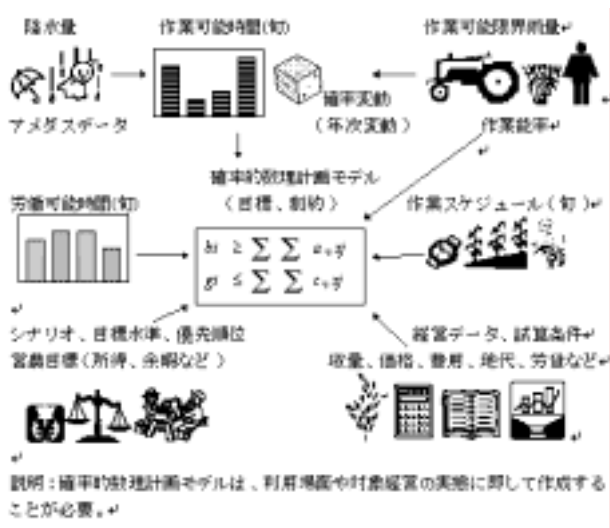 降水量
作業可能時間(旬)
作業可能限界雨量
アメダスデータ
確率変動
(年次変動)
作業能率
確率的数理計画モデル
(目標、制約)
労働可能時間(旬)
作業スケジュール(旬)
bi ≥ ∑ ∑
gi ≤ ∑ ∑
シナリオ、目標水準、優先順位
営農目標(所得、余暇など)
経営データ、試算条件
収量、価格、費用、地代、労賃など
説明:確率的数理計画モデルは、利用場面や対象経営の実態に即して作成する
ことが必要。